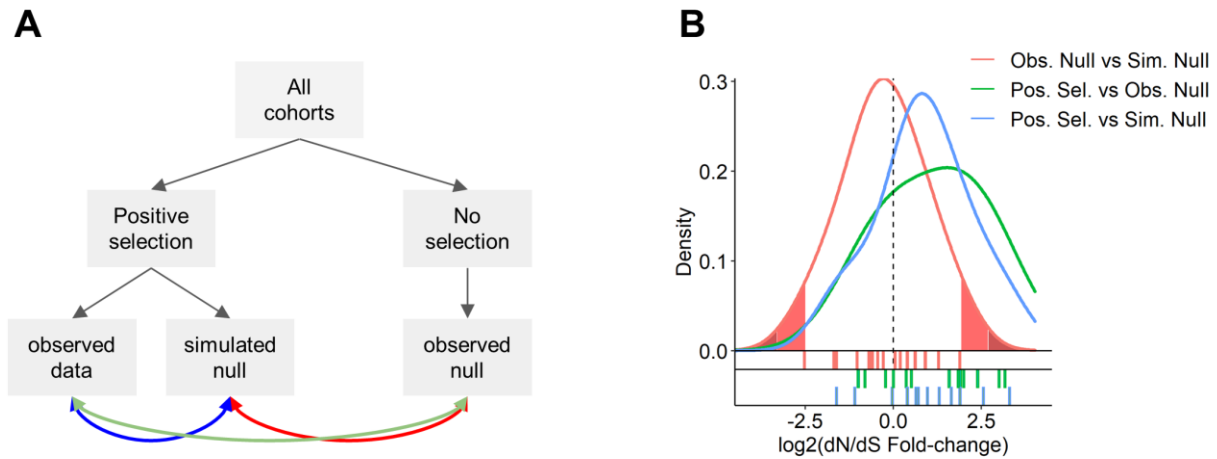 A
All
cohorts
Positive
selection
No
selection
observed
data
simulated
null
observed
null
B
Obs. Null vs Sim. Null
Pos. Sel. vs Obs. Null
Pos. Sel. vs Sim. Null
0.3
0.2
0.1
0.0
Density
-2.5
0.0
2.5
log2(dN/dS Fold-change)